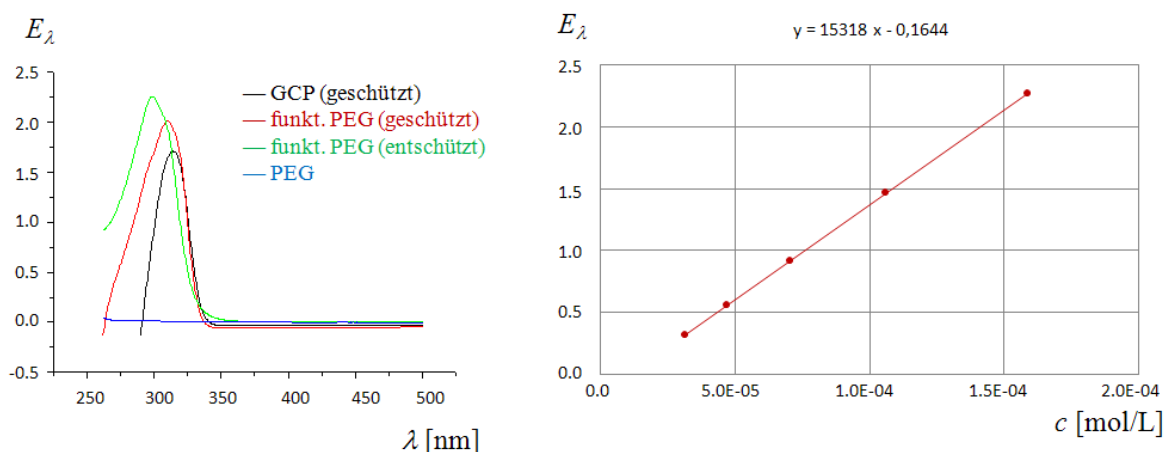 E_λ
2.5
2.0
1.5
1.0
0.5
0.0
-0.5
GCP (geschützt)
funkt. PEG (geschützt)
funkt. PEG (entschützt)
PEG
250 300 350 400 450 500
λ [nm]
E_λ
y = 15318 x - 0,1644
2.5
2.0
1.5
1.0
0.5
0.0
0.0 5.0E-05 1.0E-04 1.5E-04 2.0E-04
c [mol/L]